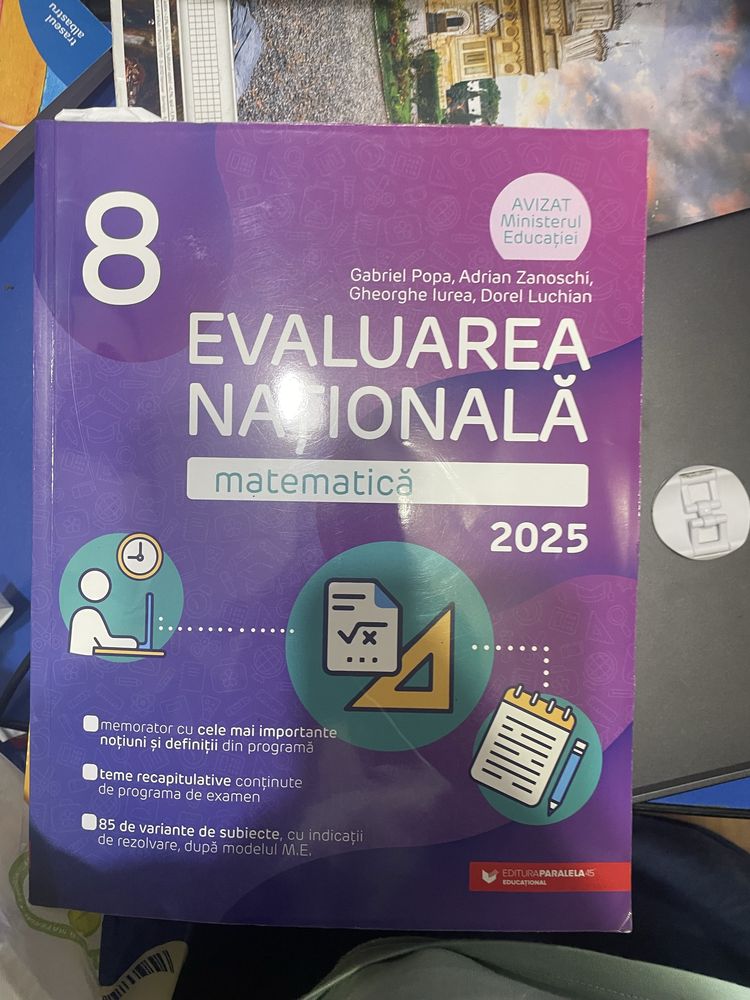 traseul
albastru
8
AVIZAT
Ministerul
Educației
Gabriel Popa, Adrian Zanoschi,
Gheorghe Iurea, Dorel Luchian
EVALUAREA
NAȚIONALĂ
matematică
2025
√x
memorator cu cele mai importante
noțiuni și definiții din programă
teme recapitulative conținute
de programa de examen
85 de variante de subiecte, cu indicații
de rezolvare, după modelul M.E.
EDITURA PARALELA 45
EDUCAȚIONAL